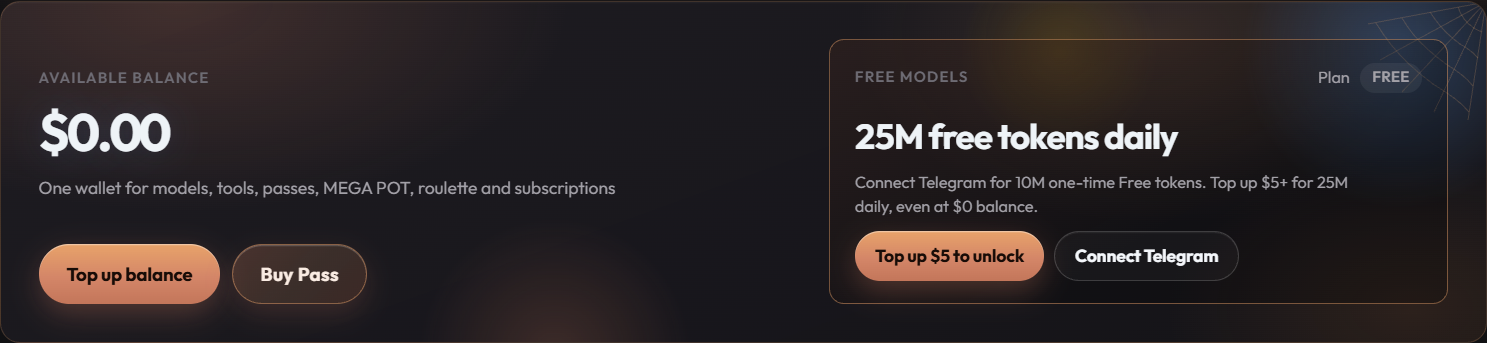 AVAILABLE BALANCE
$0.00
One wallet for models, tools, passes, MEGA POT, roulette and subscriptions
Top up balance
Buy Pass
FREE MODELS
Plan FREE
25M free tokens daily
Connect Telegram for 10M one-time Free tokens. Top up $5+ for 25M
daily, even at $0 balance.
Top up $5 to unlock
Connect Telegram